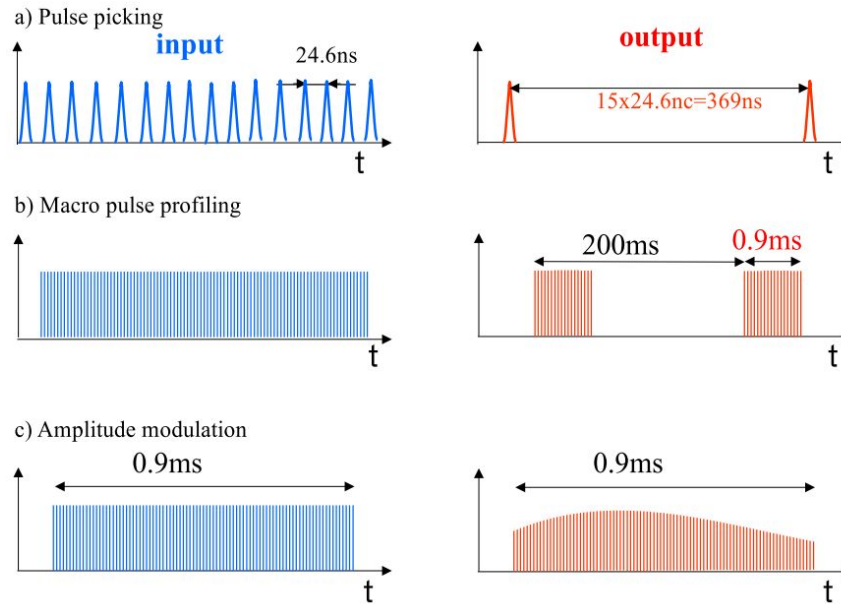 a) Pulse picking
input
output
24.6ns
15x24.6nc=369ns
t
t
b) Macro pulse profiling
200ms
0.9ms
t
t
c) Amplitude modulation
0.9ms
0.9ms
t
t